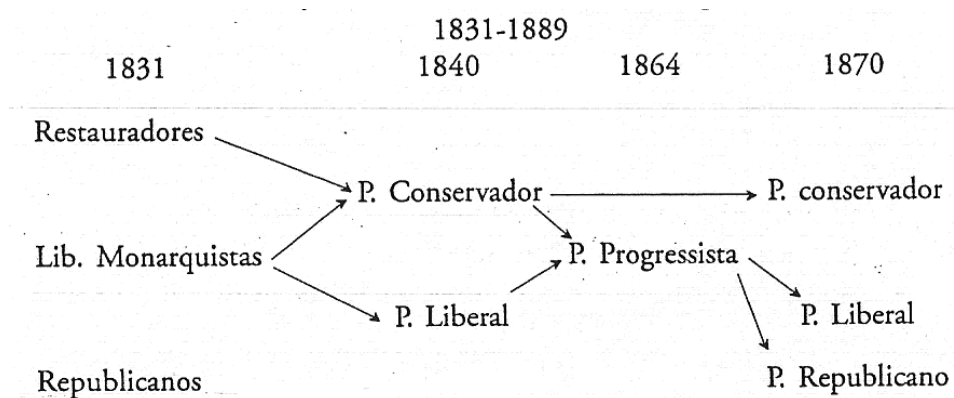 1831-1889
1831 1840 1864 1870
Restauradores
P. Conservador P. conservador
Lib. Monarquistas P. Progressista
P. Liberal P. Liberal
Republicanos P. Republicano